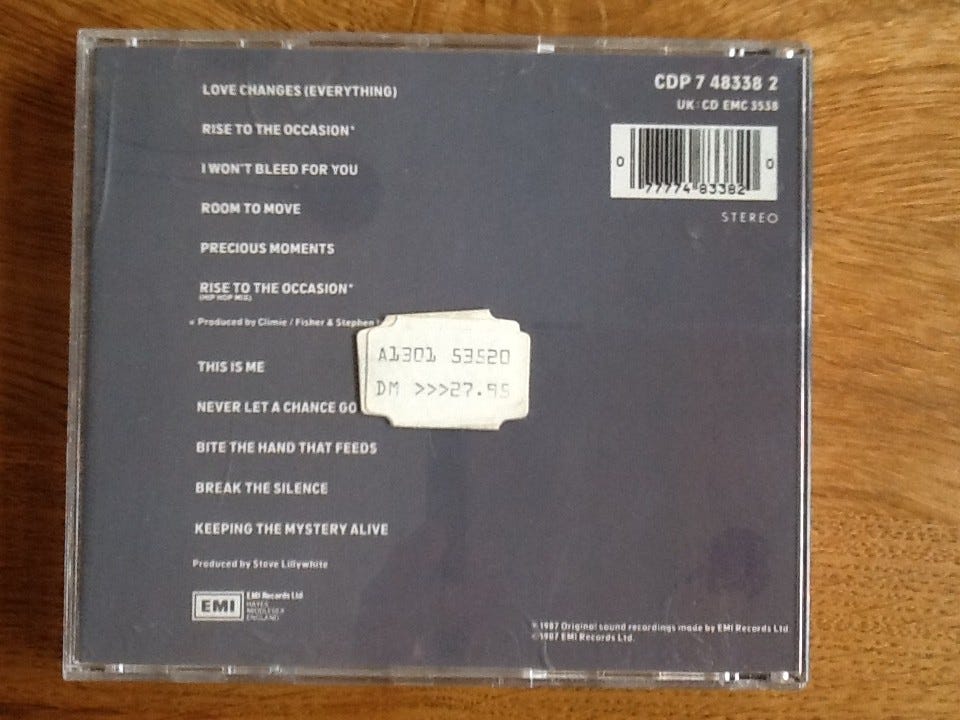 LOVE CHANGES (EVERYTHING)
RISE TO THE OCCASION*
I WON'T BLEED FOR YOU
ROOM TO MOVE
PRECIOUS MOMENTS
RISE TO THE OCCASION*
(HIP HOP MIX)
* Produced by Climie / Fisher & Stephen
THIS IS ME
NEVER LET A CHANCE GO
BITE THE HAND THAT FEEDS
BREAK THE SILENCE
KEEPING THE MYSTERY ALIVE
Produced by Steve Lillywhite
EMI
EMI Records Ltd
HAYES
MIDDLESEX
ENGLAND
CDP 7 48338 2
UK : CD EMC 3538
0 77774 83382 0
STEREO
A1301 53520
DM >>>27.95
℗1987 Original sound recordings made by EMI Records Ltd.
©1987 EMI Records Ltd.